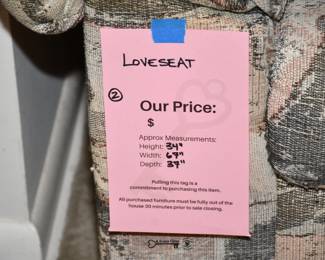 LOVESEAT
2
Our Price:
$
Approx Measurements:
Height: 34"
Width: 67"
Depth: 37"
Pulling this tag is a
commitment to purchasing this item.
All purchased furniture must be fully out of the
house 30 minutes prior to sale closing.